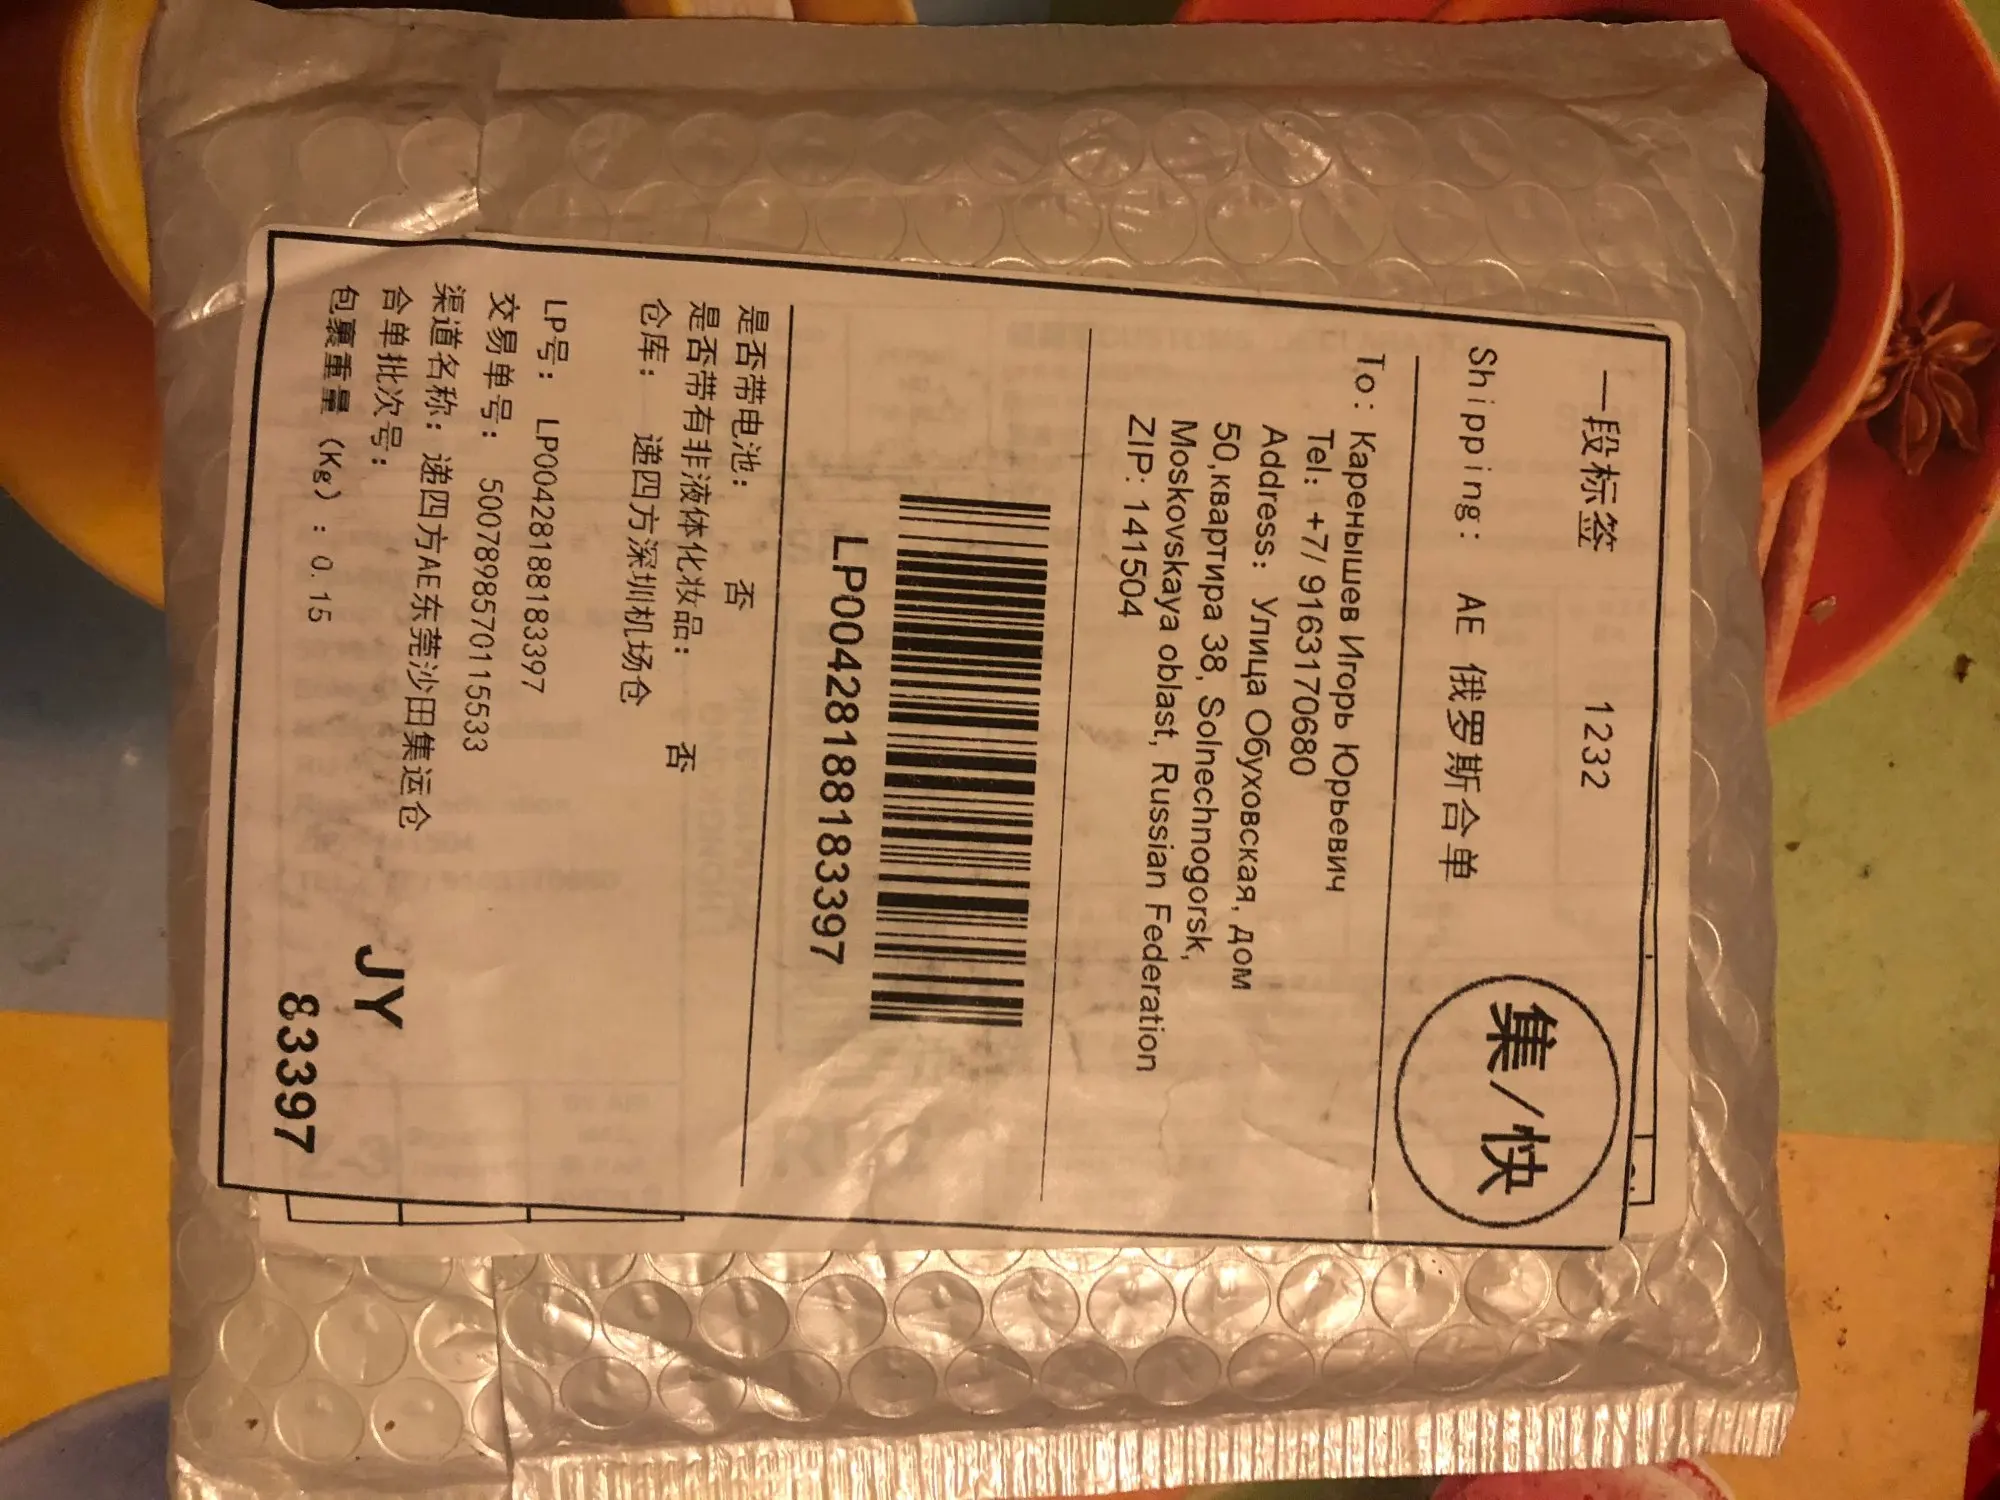 一段标签 1232
Shipping: AE 俄罗斯合单
集/快
To: Каренышев Игорь Юрьевич
Tel: +7/ 9163170680
Address: Улица Обуховская, дом
50,квартира 38, Solnechnogorsk,
Moskovskaya oblast, Russian Federation
ZIP: 141504
LP00428188183397
是否带电池: 否
是否带有非液体化妆品: 否
仓库: 递四方深圳机场仓
LP号: LP00428188183397
交易单号: 5007898570115533
渠道名称: 递四方AE东莞沙田集运仓
合单批次号:
包裹重量 (Kg) : 0.15
JY
83397